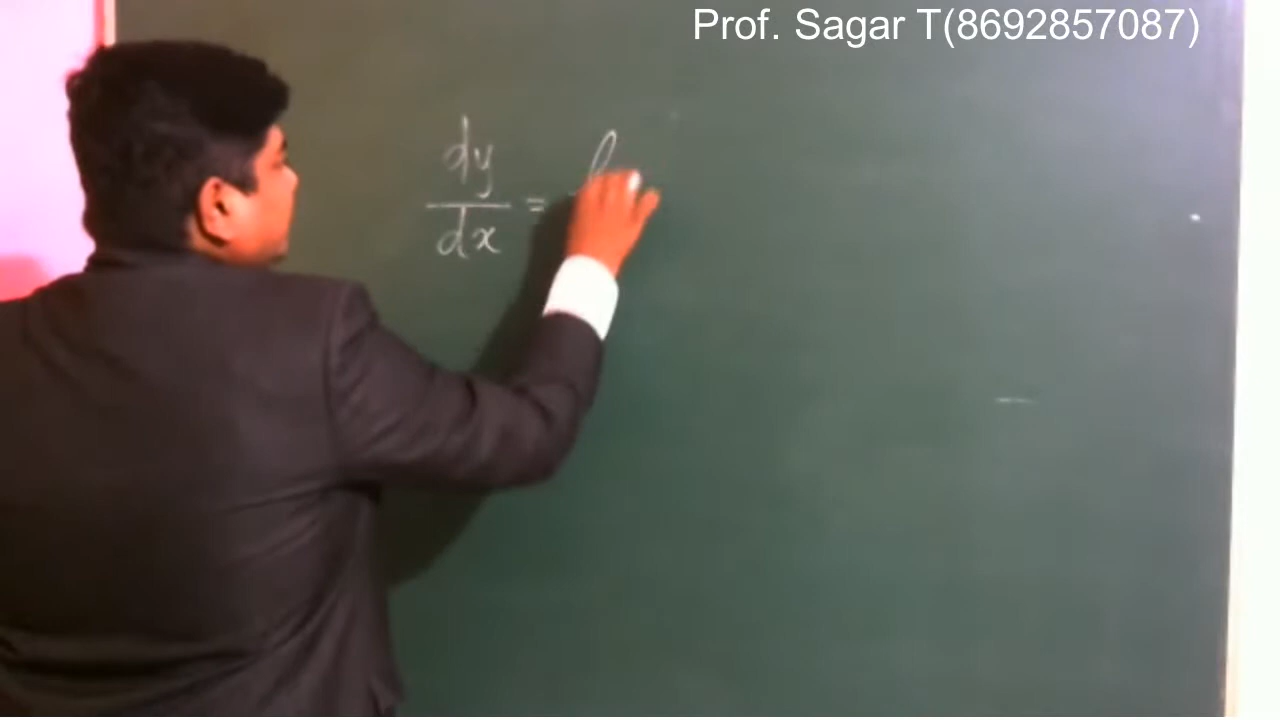 Prof. Sagar T(8692857087)
dy
dx =